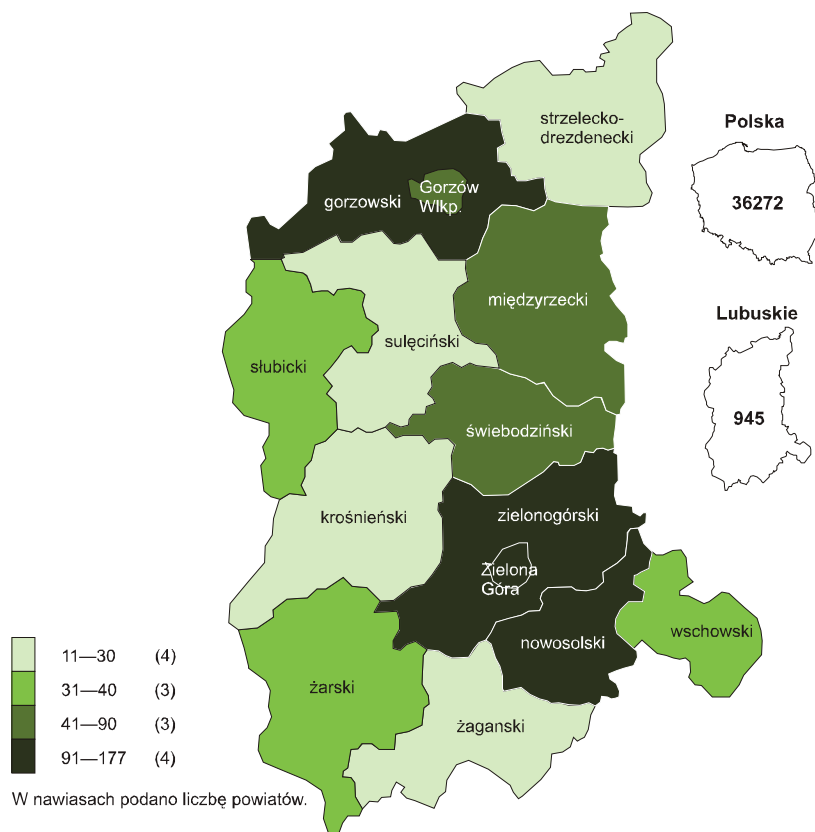 strzelecko-
drezdenecki
Polska
36272
gorzowski
Gorzów
Wlkp.
międzyrzecki
Lubuskie
945
sulęciński
słubicki
świebodziński
krośnieński
zielonogórski
Zielona
Góra
wschowski
nowosolski
żarski
żaganski
11—30 (4)
31—40 (3)
41—90 (3)
91—177 (4)
W nawiasach podano liczbę powiatów.